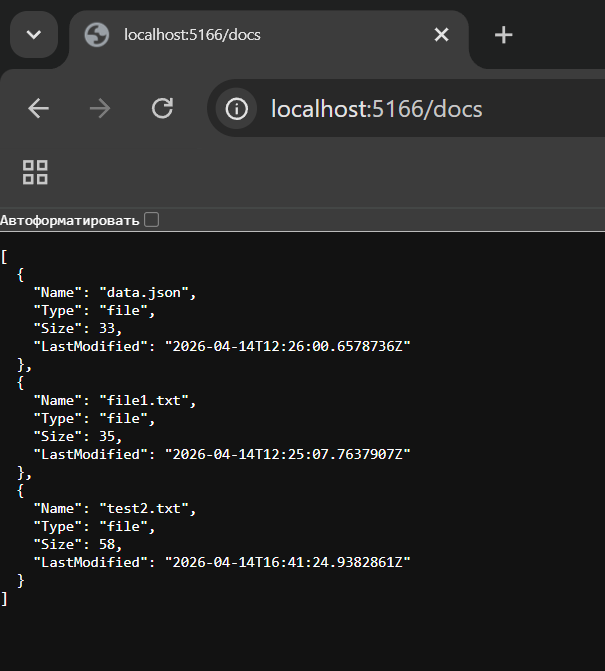 localhost:5166/docs
localhost:5166/docs
Автоформатировать
[
  {
    "Name": "data.json",
    "Type": "file",
    "Size": 33,
    "LastModified": "2026-04-14T12:26:00.6578736Z"
  },
  {
    "Name": "file1.txt",
    "Type": "file",
    "Size": 35,
    "LastModified": "2026-04-14T12:25:07.7637907Z"
  },
  {
    "Name": "test2.txt",
    "Type": "file",
    "Size": 58,
    "LastModified": "2026-04-14T16:41:24.9382861Z"
  }
]